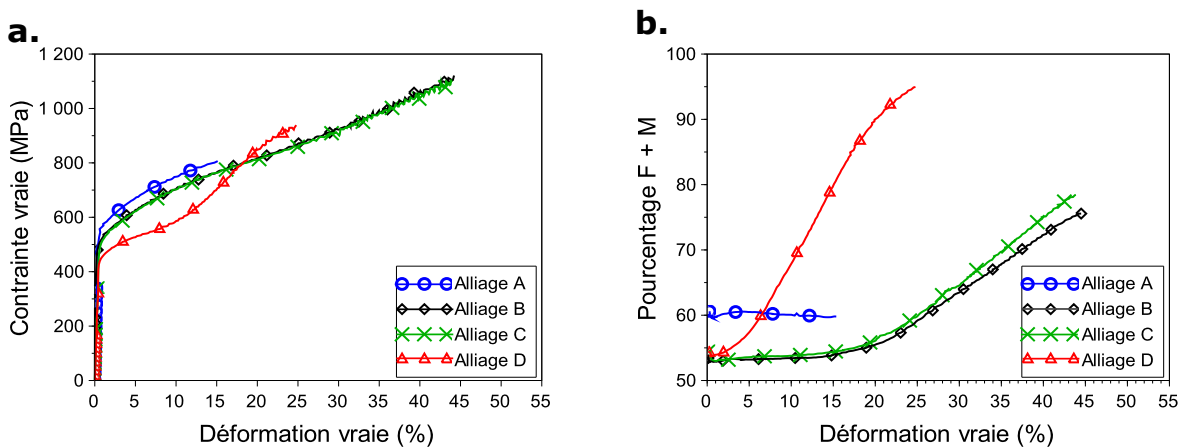 a.
Contrainte vraie (MPa)
1 200
1 000
800
600
400
200
0
Alliage A
Alliage B
Alliage C
Alliage D
0 5 10 15 20 25 30 35 40 45 50 55
Déformation vraie (%)
b.
Pourcentage F + M
100
90
80
70
60
50
Alliage A
Alliage B
Alliage C
Alliage D
0 5 10 15 20 25 30 35 40 45 50 55
Déformation vraie (%)